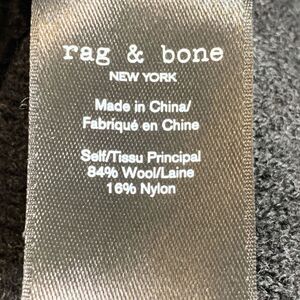 rag & bone
NEW YORK
Made in China/
Fabriqué en Chine
Self/Tissu Principal
84% Wool/Laine
16% Nylon